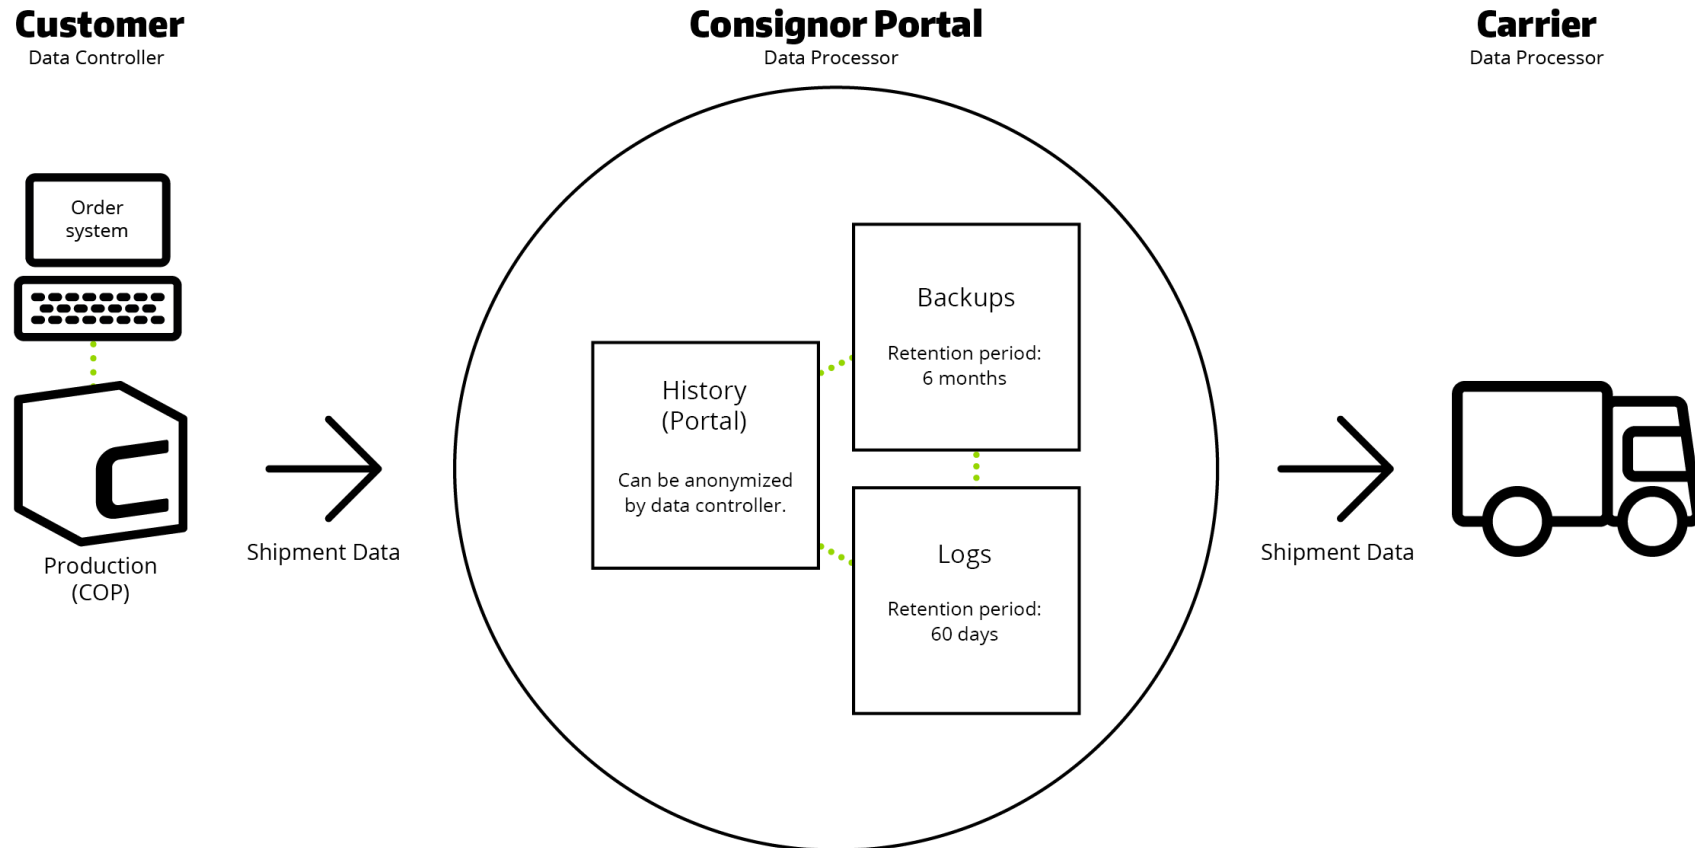 Customer
Data Controller
Consignor Portal
Data Processor
Carrier
Data Processor
Order
system
Production
(COP)
Shipment Data
History
(Portal)
Can be anonymized
by data controller.
Backups
Retention period:
6 months
Logs
Retention period:
60 days
Shipment Data